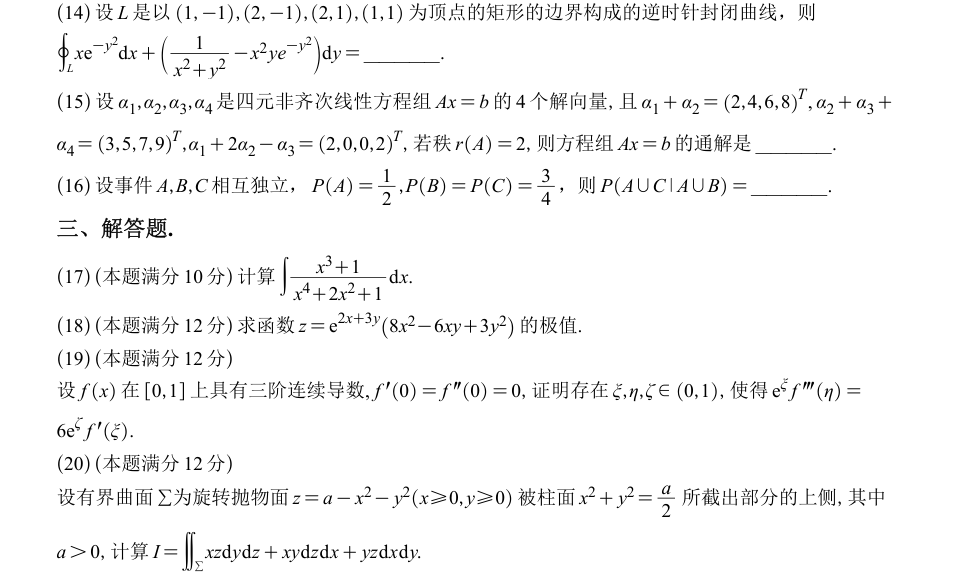 (14) 设 L 是以 (1,−1),(2,−1),(2,1),(1,1) 为顶点的矩形的边界构成的逆时针封闭曲线，则
∮_L xe^{−y²}dx+(1/(x²+y²)−x²ye^{−y²})dy=________.
(15) 设 α₁,α₂,α₃,α₄ 是四元非齐次线性方程组 Ax=b 的 4 个解向量, 且 α₁+α₂=(2,4,6,8)^T,α₂+α₃+
α₄=(3,5,7,9)^T,α₁+2α₂−α₃=(2,0,0,2)^T, 若秩 r(A)=2, 则方程组 Ax=b 的通解是 ________.
(16) 设事件 A,B,C 相互独立， P(A)=1/2,P(B)=P(C)=3/4，则 P(A∪C|A∪B)=________.
三、解答题.
(17) (本题满分 10 分) 计算 ∫ (x³+1)/(x⁴+2x²+1) dx.
(18) (本题满分 12 分) 求函数 z=e^{2x+3y}(8x²−6xy+3y²) 的极值.
(19) (本题满分 12 分)
设 f(x) 在 [0,1] 上具有三阶连续导数, f′(0)=f″(0)=0, 证明存在 ξ,η,ζ∈(0,1), 使得 e^ξ f‴(η)=
6e^ζ f′(ξ).
(20) (本题满分 12 分)
设有界曲面 Σ为旋转抛物面 z=a−x²−y²(x⩾0,y⩾0) 被柱面 x²+y²=a/2 所截出部分的上侧, 其中
a>0, 计算 I=∬_Σ xzdydz+xydzdx+yzdxdy.